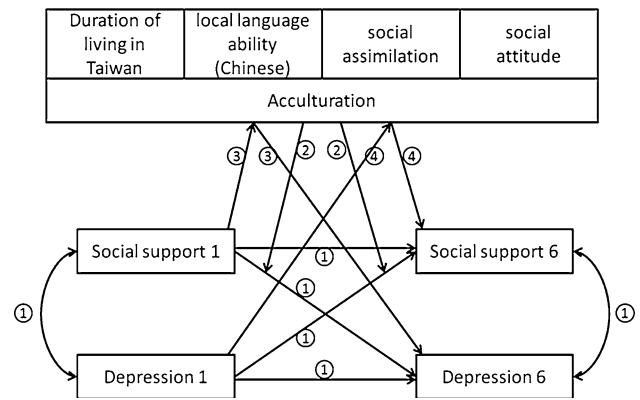 Duration of
living in
Taiwan
local language
ability
(Chinese)
social
assimilation
social
attitude
Acculturation
③ ③ ② ② ④ ④
Social support 1
Social support 6
①
①
①
①
①
①
Depression 1
Depression 6